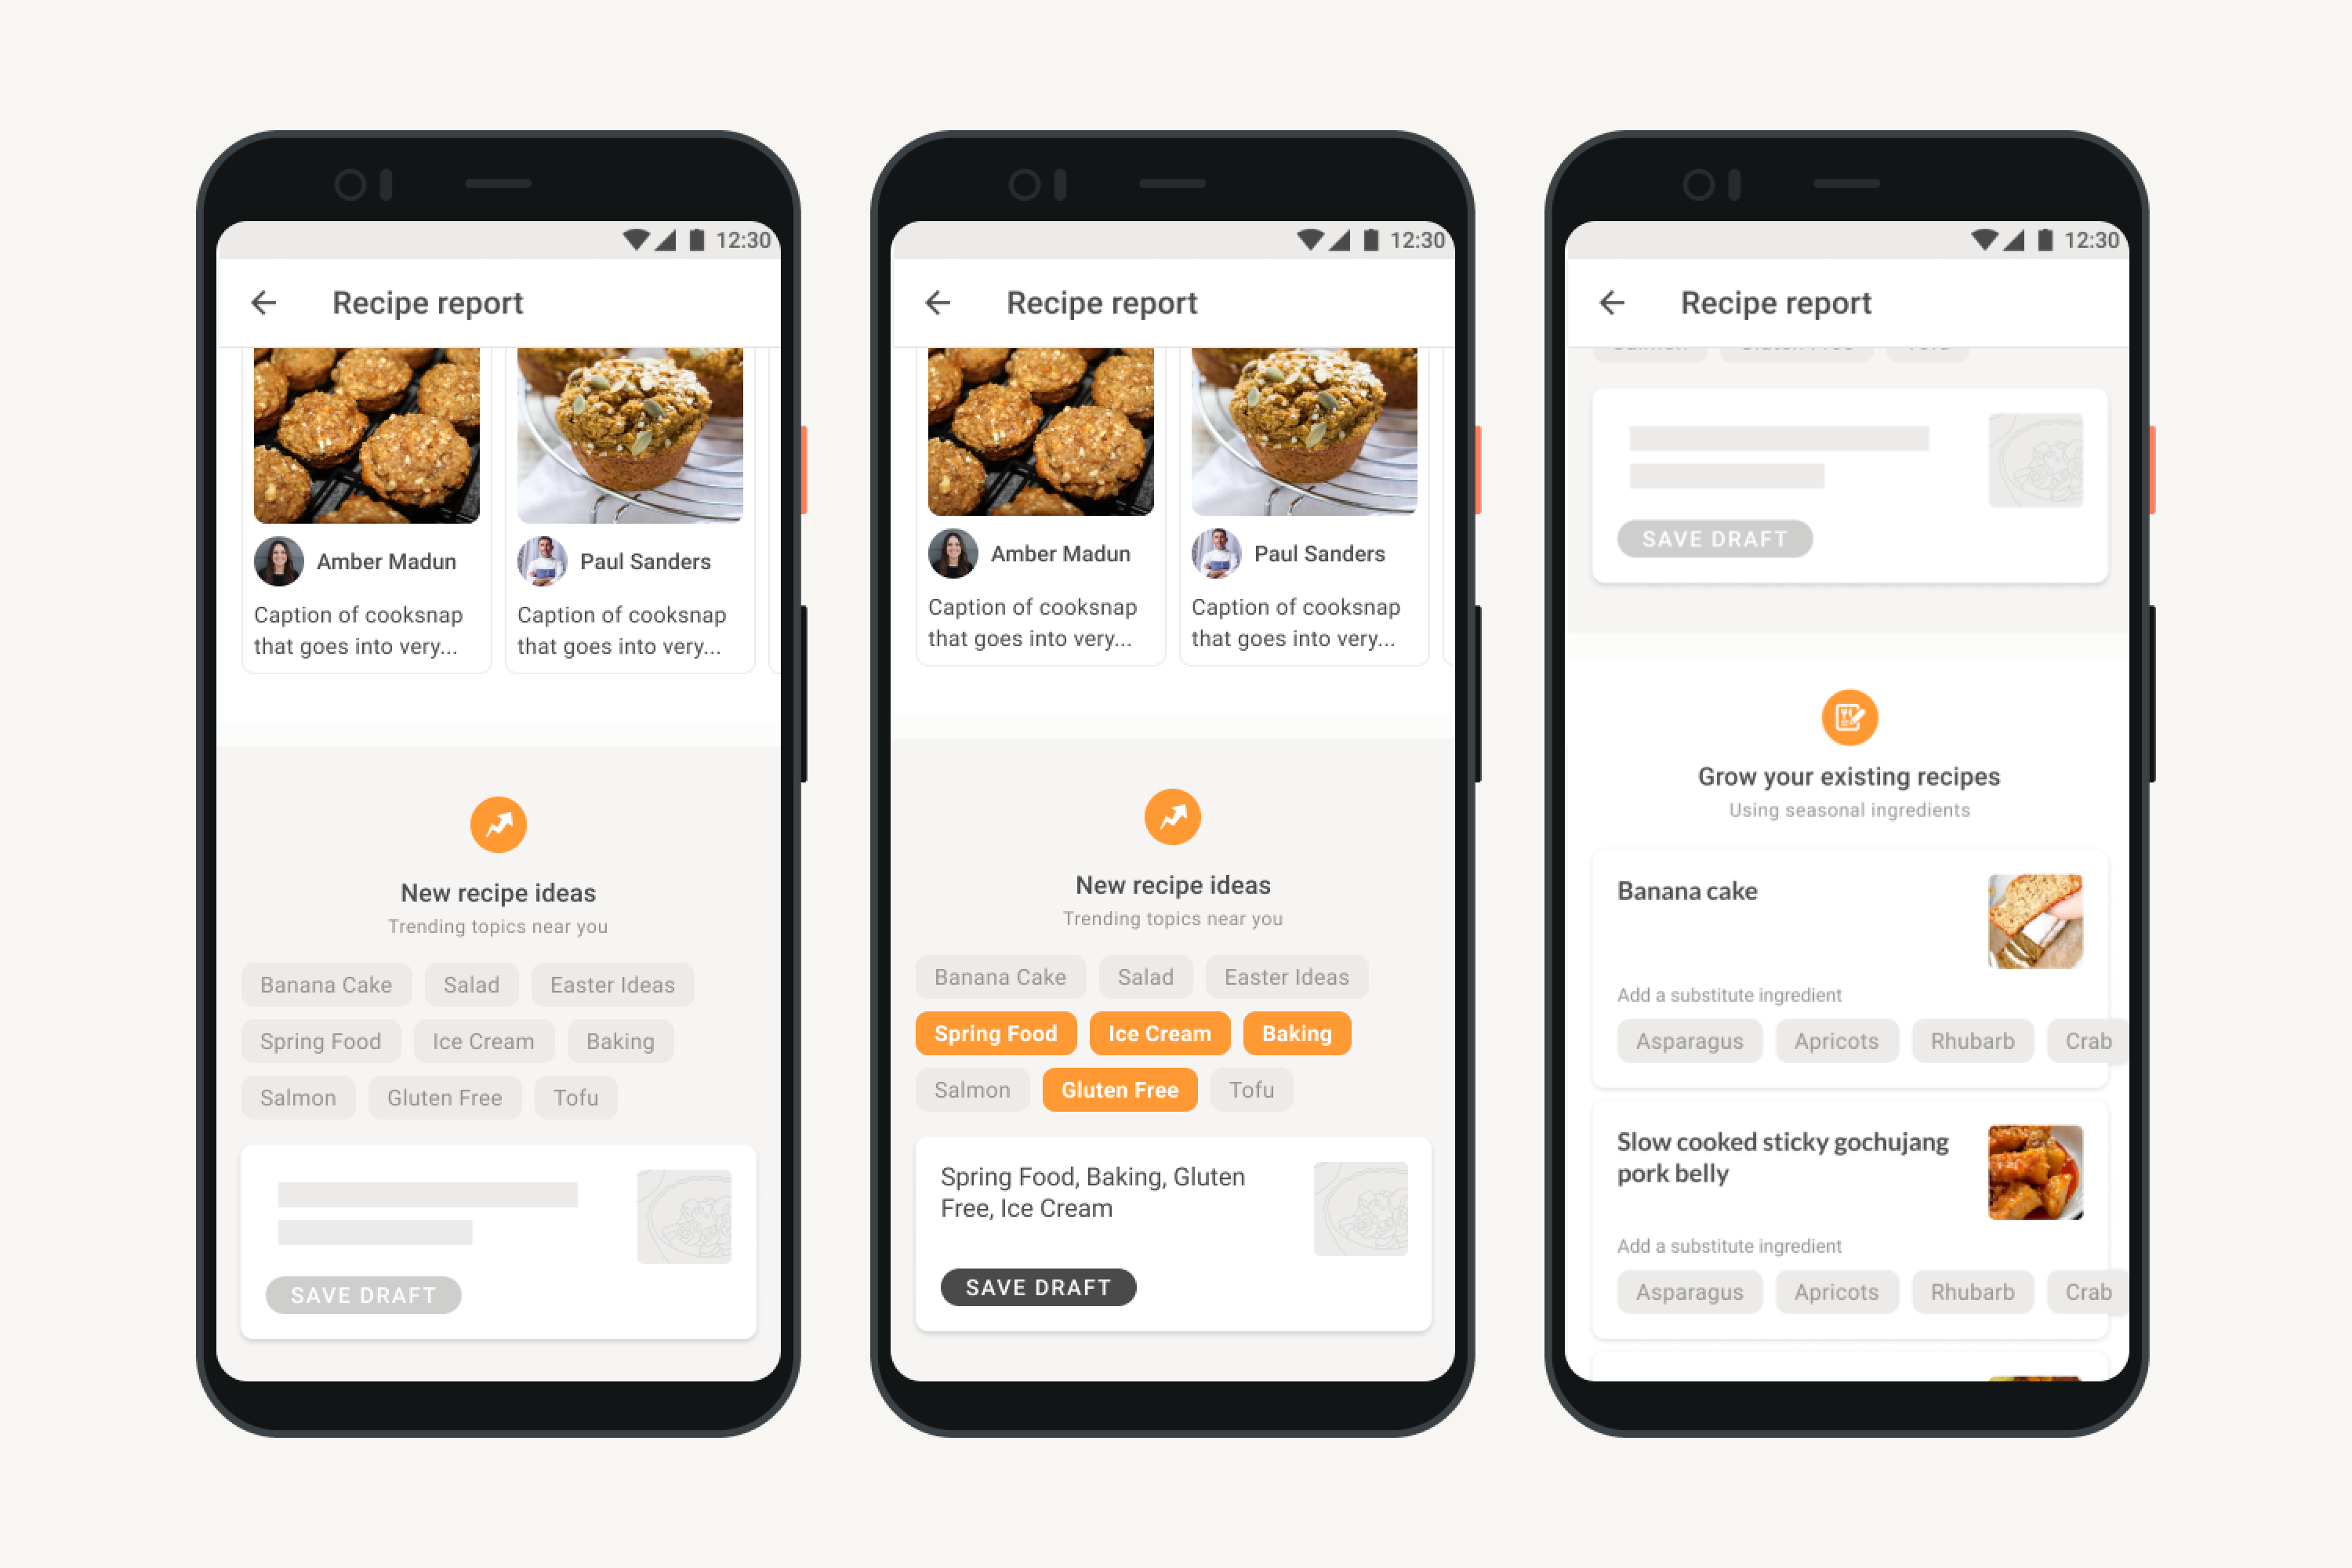 12:30
Recipe report
Amber Madun
Paul Sanders
Caption of cooksnap
that goes into very...
Caption of cooksnap
that goes into very...
New recipe ideas
Trending topics near you
Banana Cake Salad Easter Ideas
Spring Food Ice Cream Baking
Salmon Gluten Free Tofu
SAVE DRAFT
12:30
Recipe report
Amber Madun
Paul Sanders
Caption of cooksnap
that goes into very...
Caption of cooksnap
that goes into very...
New recipe ideas
Trending topics near you
Banana Cake Salad Easter Ideas
Spring Food Ice Cream Baking
Salmon Gluten Free Tofu
Spring Food, Baking, Gluten
Free, Ice Cream
SAVE DRAFT
12:30
Recipe report
SAVE DRAFT
Grow your existing recipes
Using seasonal ingredients
Banana cake
Add a substitute ingredient
Asparagus Apricots Rhubarb Crab
Slow cooked sticky gochujang
pork belly
Add a substitute ingredient
Asparagus Apricots Rhubarb Crab